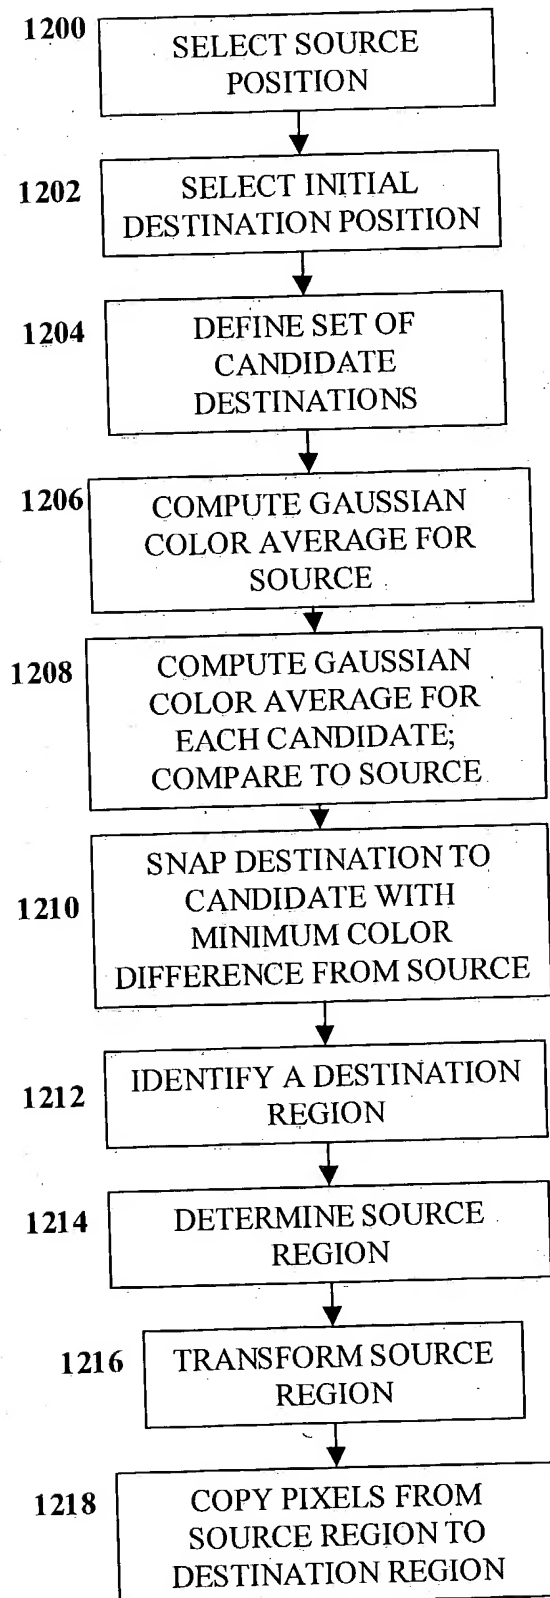 1200
SELECT SOURCE
POSITION
1202
SELECT INITIAL
DESTINATION POSITION
1204
DEFINE SET OF
CANDIDATE
DESTINATIONS
1206
COMPUTE GAUSSIAN
COLOR AVERAGE FOR
SOURCE
1208
COMPUTE GAUSSIAN
COLOR AVERAGE FOR
EACH CANDIDATE;
COMPARE TO SOURCE
1210
SNAP DESTINATION TO
CANDIDATE WITH
MINIMUM COLOR
DIFFERENCE FROM SOURCE
1212
IDENTIFY A DESTINATION
REGION
1214
DETERMINE SOURCE
REGION
1216
TRANSFORM SOURCE
REGION
1218
COPY PIXELS FROM
SOURCE REGION TO
DESTINATION REGION